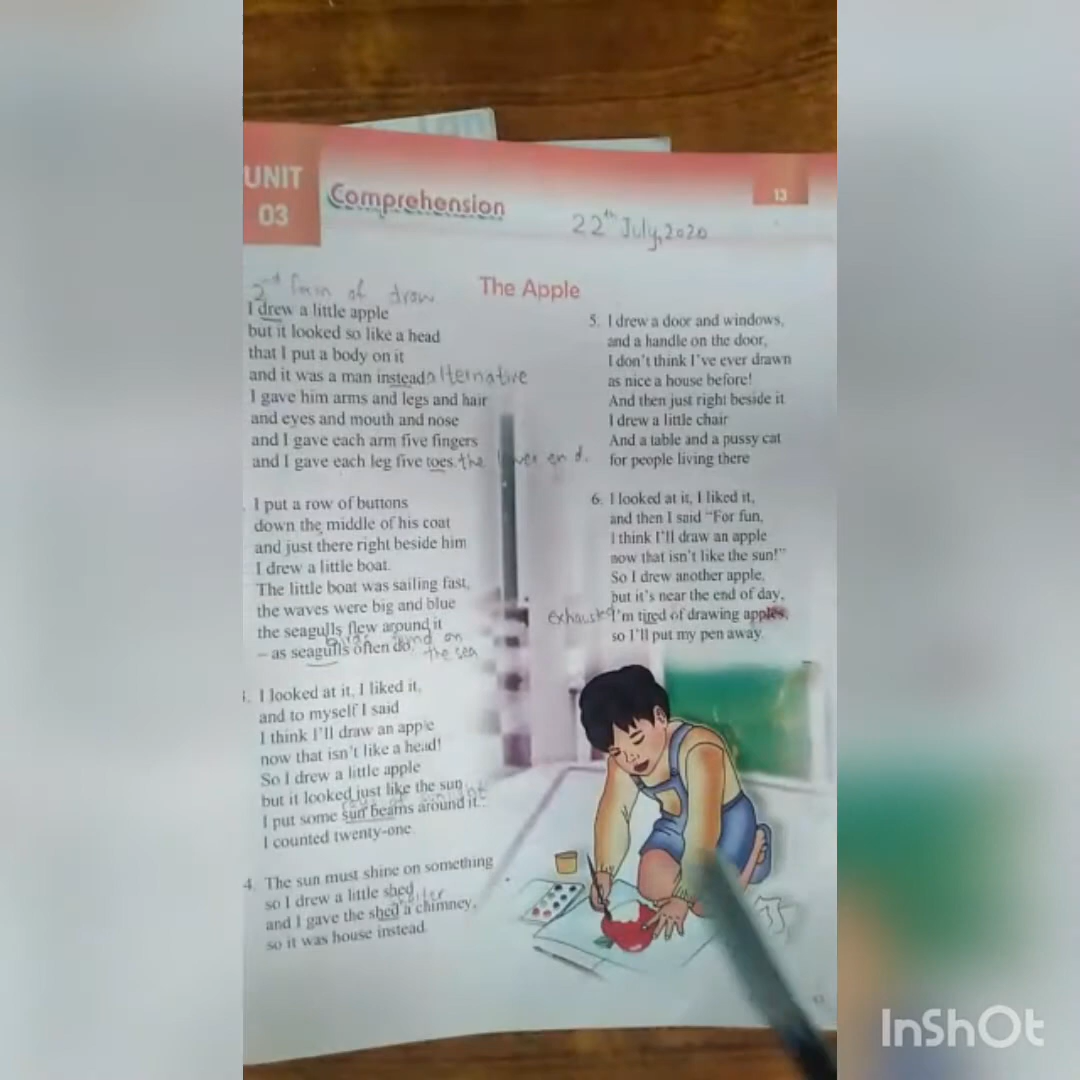 UNIT
03
Comprehension
13
22th July, 2020
The Apple
2nd form of draw
I drew a little apple
but it looked so like a head
that I put a body on it
and it was a man instead alternative
I gave him arms and legs and hair
and eyes and mouth and nose
and I gave each arm five fingers
and I gave each leg five toes. the lower end.
I put a row of buttons
down the middle of his coat
and just there right beside him
I drew a little boat.
The little boat was sailing fast,
the waves were big and blue
the seagulls flew around it
birds found on
– as seagulls often do.
the sea
I looked at it, I liked it,
and to myself I said
I think I'll draw an apple
now that isn't like a head!
So I drew a little apple
but it looked just like the sun
I put some sun beams around it.
I counted twenty-one.
4. The sun must shine on something
so I drew a little shed
and I gave the shed a chimney,
so it was house instead.
5. I drew a door and windows,
and a handle on the door,
I don't think I've ever drawn
as nice a house before!
And then just right beside it
I drew a little chair
And a table and a pussy cat
for people living there
6. I looked at it, I liked it,
and then I said "For fun,
I think I'll draw an apple
now that isn't like the sun!"
So I drew another apple,
but it's near the end of day,
exhausted I'm tired of drawing apples,
so I'll put my pen away.
InShOt